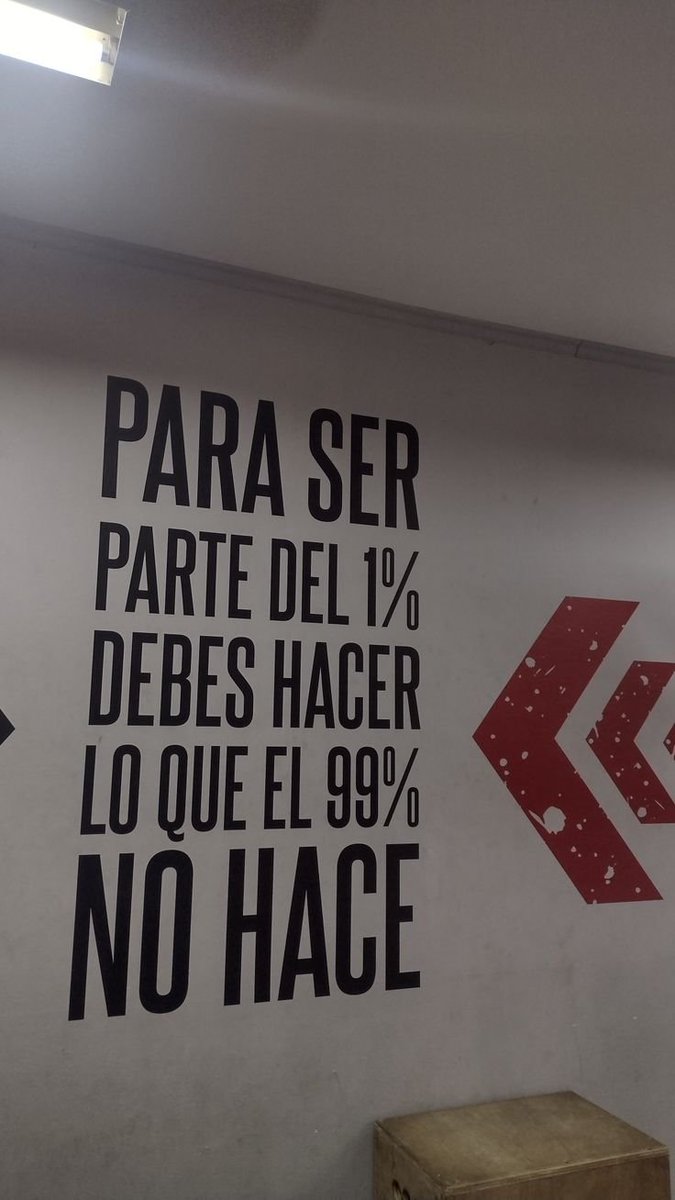 PARA SER
PARTE DEL 1%
DEBES HACER
LO QUE EL 99%
NO HACE